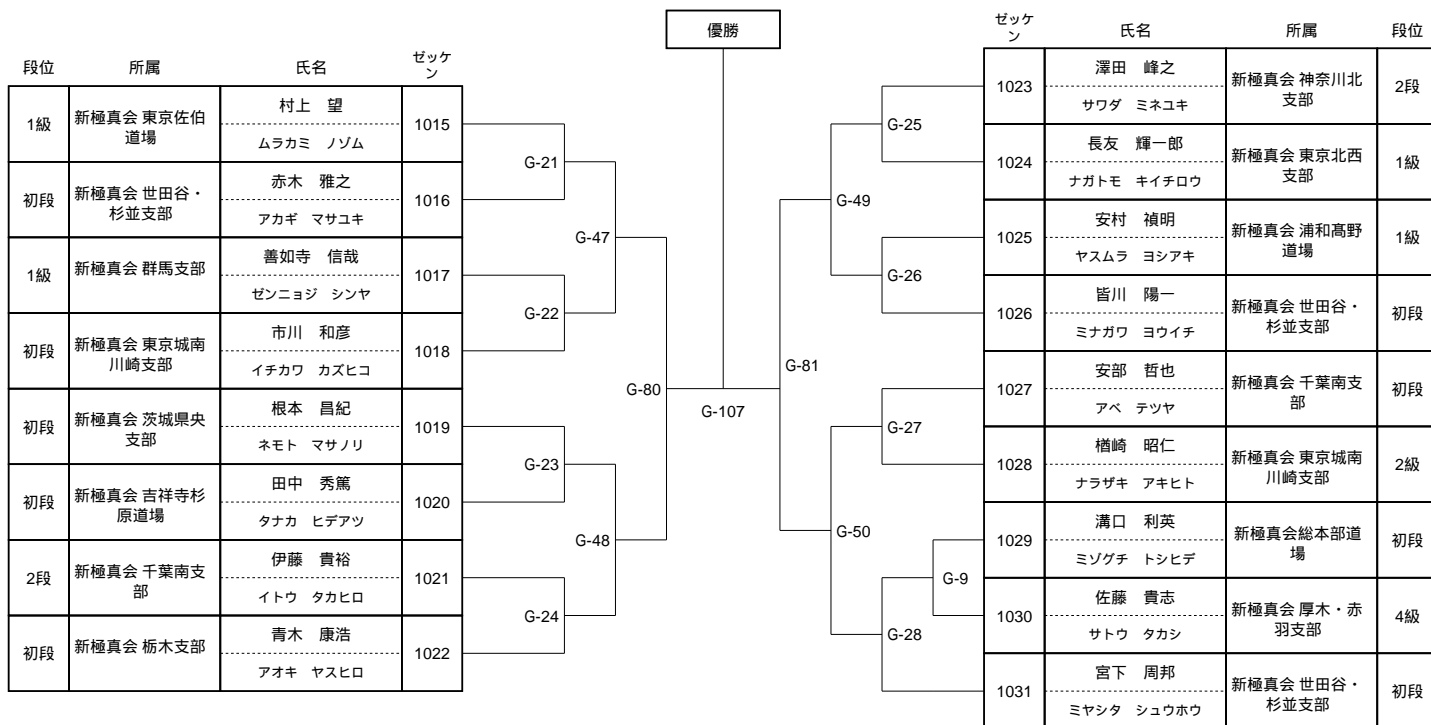 優勝
段位
所属
氏名
ゼッケ
ン
1級
新極真会 東京佐伯
道場
村上 望
ムラカミ ノゾム
1015
初段
新極真会 世田谷・
杉並支部
赤木 雅之
アカギ マサユキ
1016
1級
新極真会 群馬支部
善如寺 信哉
ゼンニョジ シンヤ
1017
初段
新極真会 東京城南
川崎支部
市川 和彦
イチカワ カズヒコ
1018
初段
新極真会 茨城県央
支部
根本 昌紀
ネモト マサノリ
1019
初段
新極真会 吉祥寺杉
原道場
田中 秀篤
タナカ ヒデアツ
1020
2段
新極真会 千葉南支
部
伊藤 貴裕
イトウ タカヒロ
1021
初段
新極真会 栃木支部
青木 康浩
アオキ ヤスヒロ
1022
G-21
G-22
G-23
G-24
G-47
G-48
G-80
G-107
G-81
G-49
G-50
G-25
G-26
G-27
G-9
G-28
ゼッケ
ン
氏名
所属
段位
1023
澤田 峰之
サワダ ミネユキ
新極真会 神奈川北
支部
2段
1024
長友 輝一郎
ナガトモ キイチロウ
新極真会 東京北西
支部
1級
1025
安村 禎明
ヤスムラ ヨシアキ
新極真会 浦和髙野
道場
1級
1026
皆川 陽一
ミナガワ ヨウイチ
新極真会 世田谷・
杉並支部
初段
1027
安部 哲也
アベ テツヤ
新極真会 千葉南支
部
初段
1028
楢崎 昭仁
ナラザキ アキヒト
新極真会 東京城南
川崎支部
2級
1029
溝口 利英
ミゾグチ トシヒデ
新極真会総本部道
場
初段
1030
佐藤 貴志
サトウ タカシ
新極真会 厚木・赤
羽支部
4級
1031
宮下 周邦
ミヤシタ シュウホウ
新極真会 世田谷・
杉並支部
初段